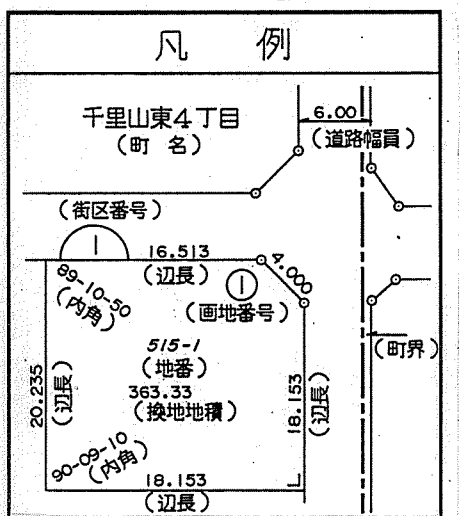 凡 例
千里山東4丁目
(町 名)
6.00
(道路幅員)
(街区番号)
1
16.513
(辺長)
4.000
89-10-50
(内角)
1
(画地番号)
515-1
(地番)
(町界)
363.33
(換地地積)
20.235
(辺長)
18.153
(辺長)
90-09-10
(内角)
18.153
(辺長)